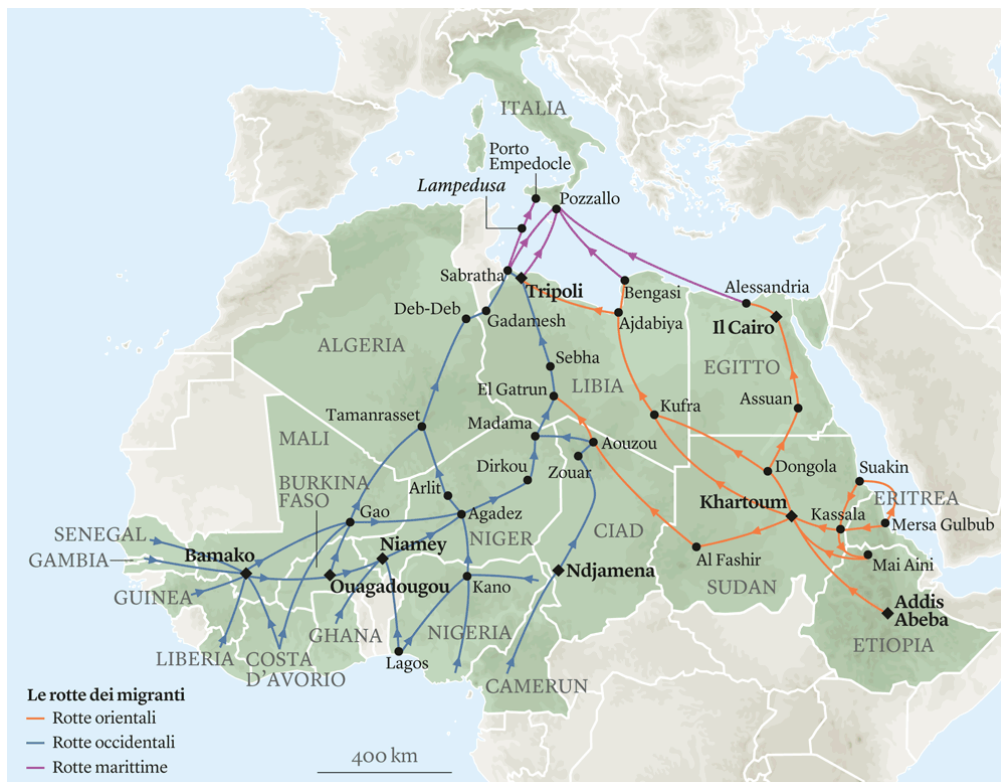 ITALIA
Porto
Empedocle
Lampedusa
Pozzallo
Sabratha
Tripoli
Bengasi
Alessandria
Deb-Deb
Gadamesh
Ajdabiya
Il Cairo
ALGERIA
Sebha
LIBIA
EGITTO
El Gatrun
Tamanrasset
Madama
Kufra
Assuan
MALI
Aouzou
Zouar
Dongola
Suakin
BURKINA
FASO
Arlit
Dirkou
Khartoum
ERITREA
Gao
Agadez
Kassala
Mersa Gulbub
SENEGAL
GAMBIA
Bamako
Niamey
NIGER
CIAD
Al Fashir
Mai Aini
Ouagadougou
Kano
Ndjamena
SUDAN
GUINEA
Addis
Abeba
GHANA
NIGERIA
ETIOPIA
LIBERIA
COSTA
D'AVORIO
Lagos
CAMERUN
Le rotte dei migranti
Rotte orientali
Rotte occidentali
Rotte marittime
400 km